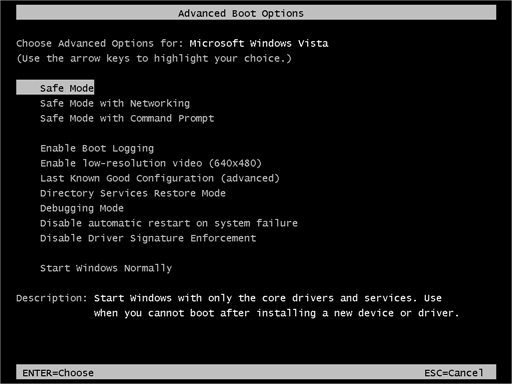 Advanced Boot Options
Choose Advanced Options for: Microsoft Windows Vista
(Use the arrow keys to highlight your choice.)
Safe Mode
Safe Mode with Networking
Safe Mode with Command Prompt
Enable Boot Logging
Enable low-resolution video (640x480)
Last Known Good Configuration (advanced)
Directory Services Restore Mode
Debugging Mode
Disable automatic restart on system failure
Disable Driver Signature Enforcement
Start Windows Normally
Description: Start Windows with only the core drivers and services. Use
when you cannot boot after installing a new device or driver.
ENTER=Choose ESC=Cancel